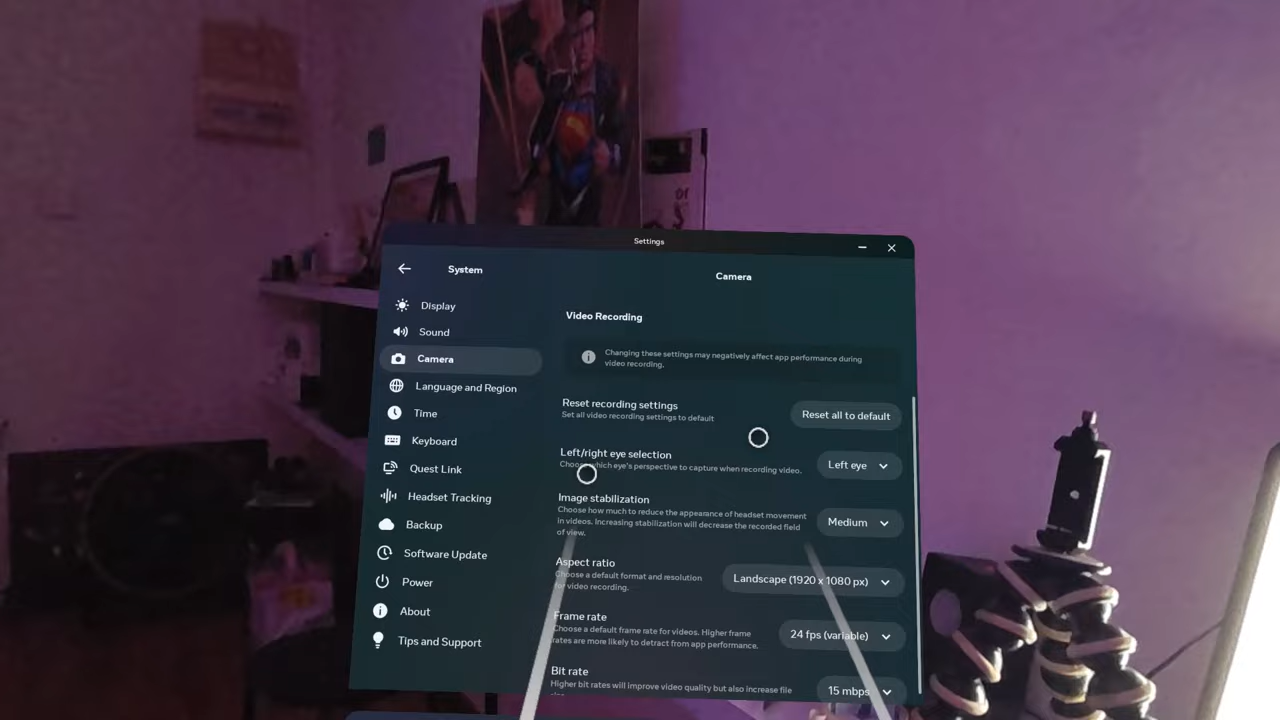 Settings
System
Camera
Display
Sound
Camera
Language and Region
Time
Keyboard
Quest Link
Headset Tracking
Backup
Software Update
Power
About
Tips and Support
Video Recording
Changing these settings may negatively affect app performance during
video recording.
Reset recording settings
Set all video recording settings to default
Reset all to default
Left/right eye selection
Choose which eye's perspective to capture when recording video.
Left eye
Image stabilization
Choose how much to reduce the appearance of headset movement
in videos. Increasing stabilization will decrease the recorded field
of view.
Medium
Aspect ratio
Choose a default format and resolution
for video recording.
Landscape (1920 x 1080 px)
Frame rate
Choose a default frame rate for videos. Higher frame
rates are more likely to detract from app performance.
24 fps (variable)
Bit rate
Higher bit rates will improve video quality but also increase file
15 mbps